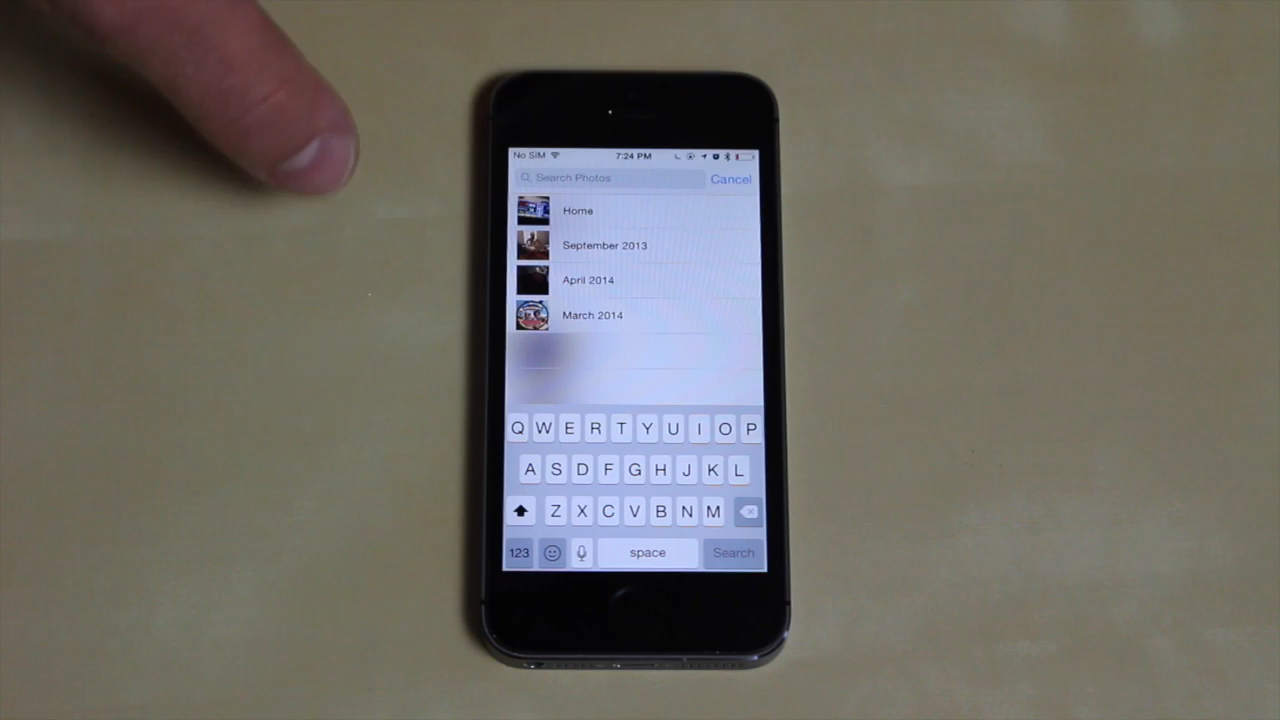 No SIM 7:24 PM
Search Photos Cancel
Home
September 2013
April 2014
March 2014
Q W E R T Y U I O P
A S D F G H J K L
Z X C V B N M
123 space Search